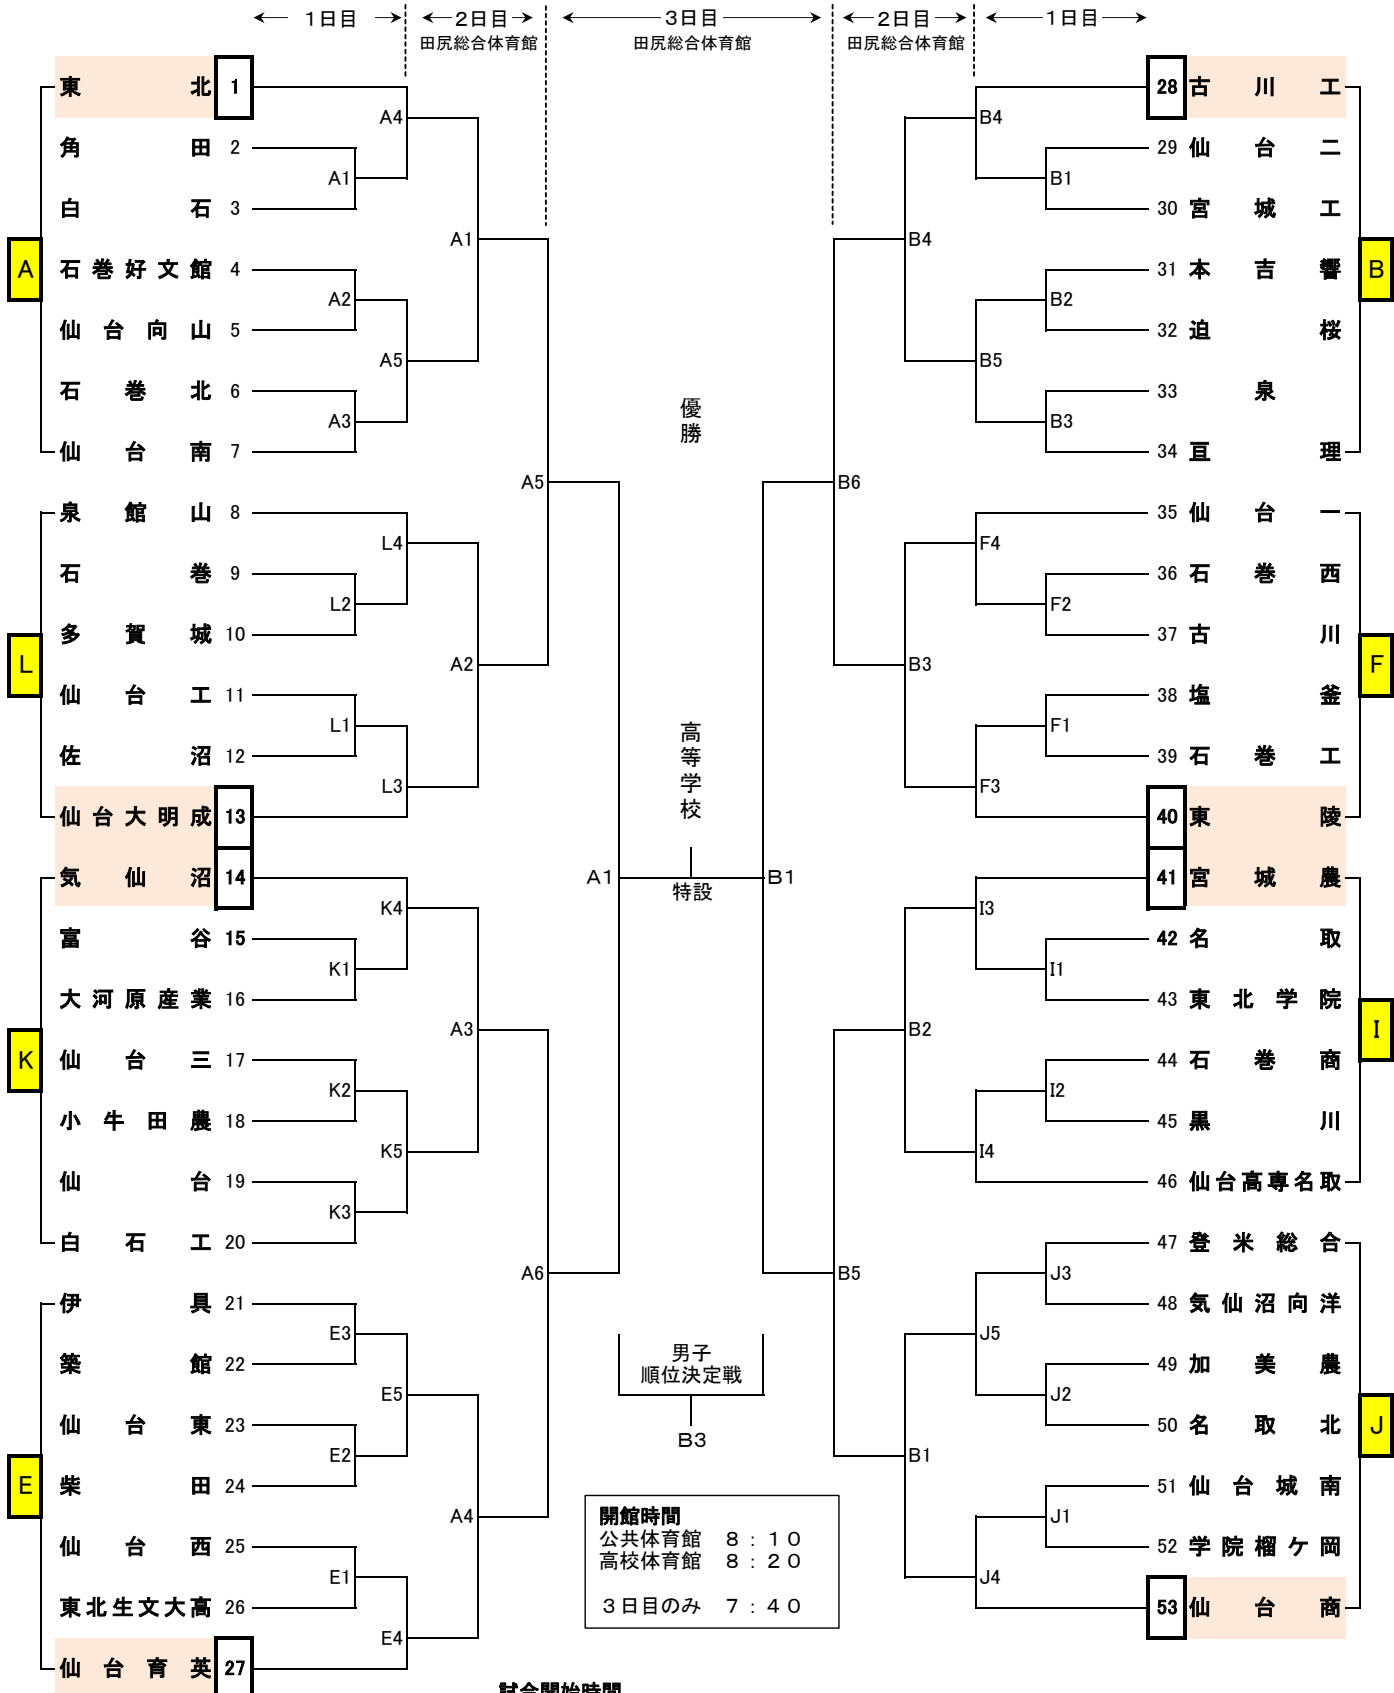 1日目 2日目 3日目 2日目 1日目
田尻総合体育館 田尻総合体育館 田尻総合体育館
東北 1
角田 2
白石 3
石巻好文館 4
仙台向山 5
石巻北 6
仙台南 7
泉館山 8
石巻 9
多賀城 10
仙台工 11
佐沼 12
仙台大明成 13
気仙沼 14
富谷 15
大河原産業 16
仙台三 17
小牛田農 18
仙台 19
白石工 20
伊具 21
築館 22
仙台東 23
柴田 24
仙台西 25
東北生文大高 26
仙台育英 27
A
L
K
E
A4
A1
A2
A5
A3
L4
L2
L1
L3
K4
K1
K2
K5
K3
E3
E5
E2
E1
E4
A1
A2
A3
A4
A5
A6
A1
優勝
高等学校
特設
B1
男子
順位決定戦
B3
開館時間
公共体育館 8:10
高校体育館 8:20
3日目のみ 7:40
試合開始時間
B6
B5
B4
B3
B2
B1
B4
B1
B2
B5
B3
F4
F2
F1
F3
I3
I1
I2
I4
J3
J5
J2
J1
J4
28 古川工
29 仙台二
30 宮城工
31 本吉響
32 迫桜
33 泉
34 亘理
35 仙台一
36 石巻西
37 古川
38 塩釜
39 石巻工
40 東陵
41 宮城農
42 名取
43 東北学院
44 石巻商
45 黒川
46 仙台高専名取
47 登米総合
48 気仙沼向洋
49 加美農
50 名取北
51 仙台城南
52 学院榴ケ岡
53 仙台商
B
F
I
J